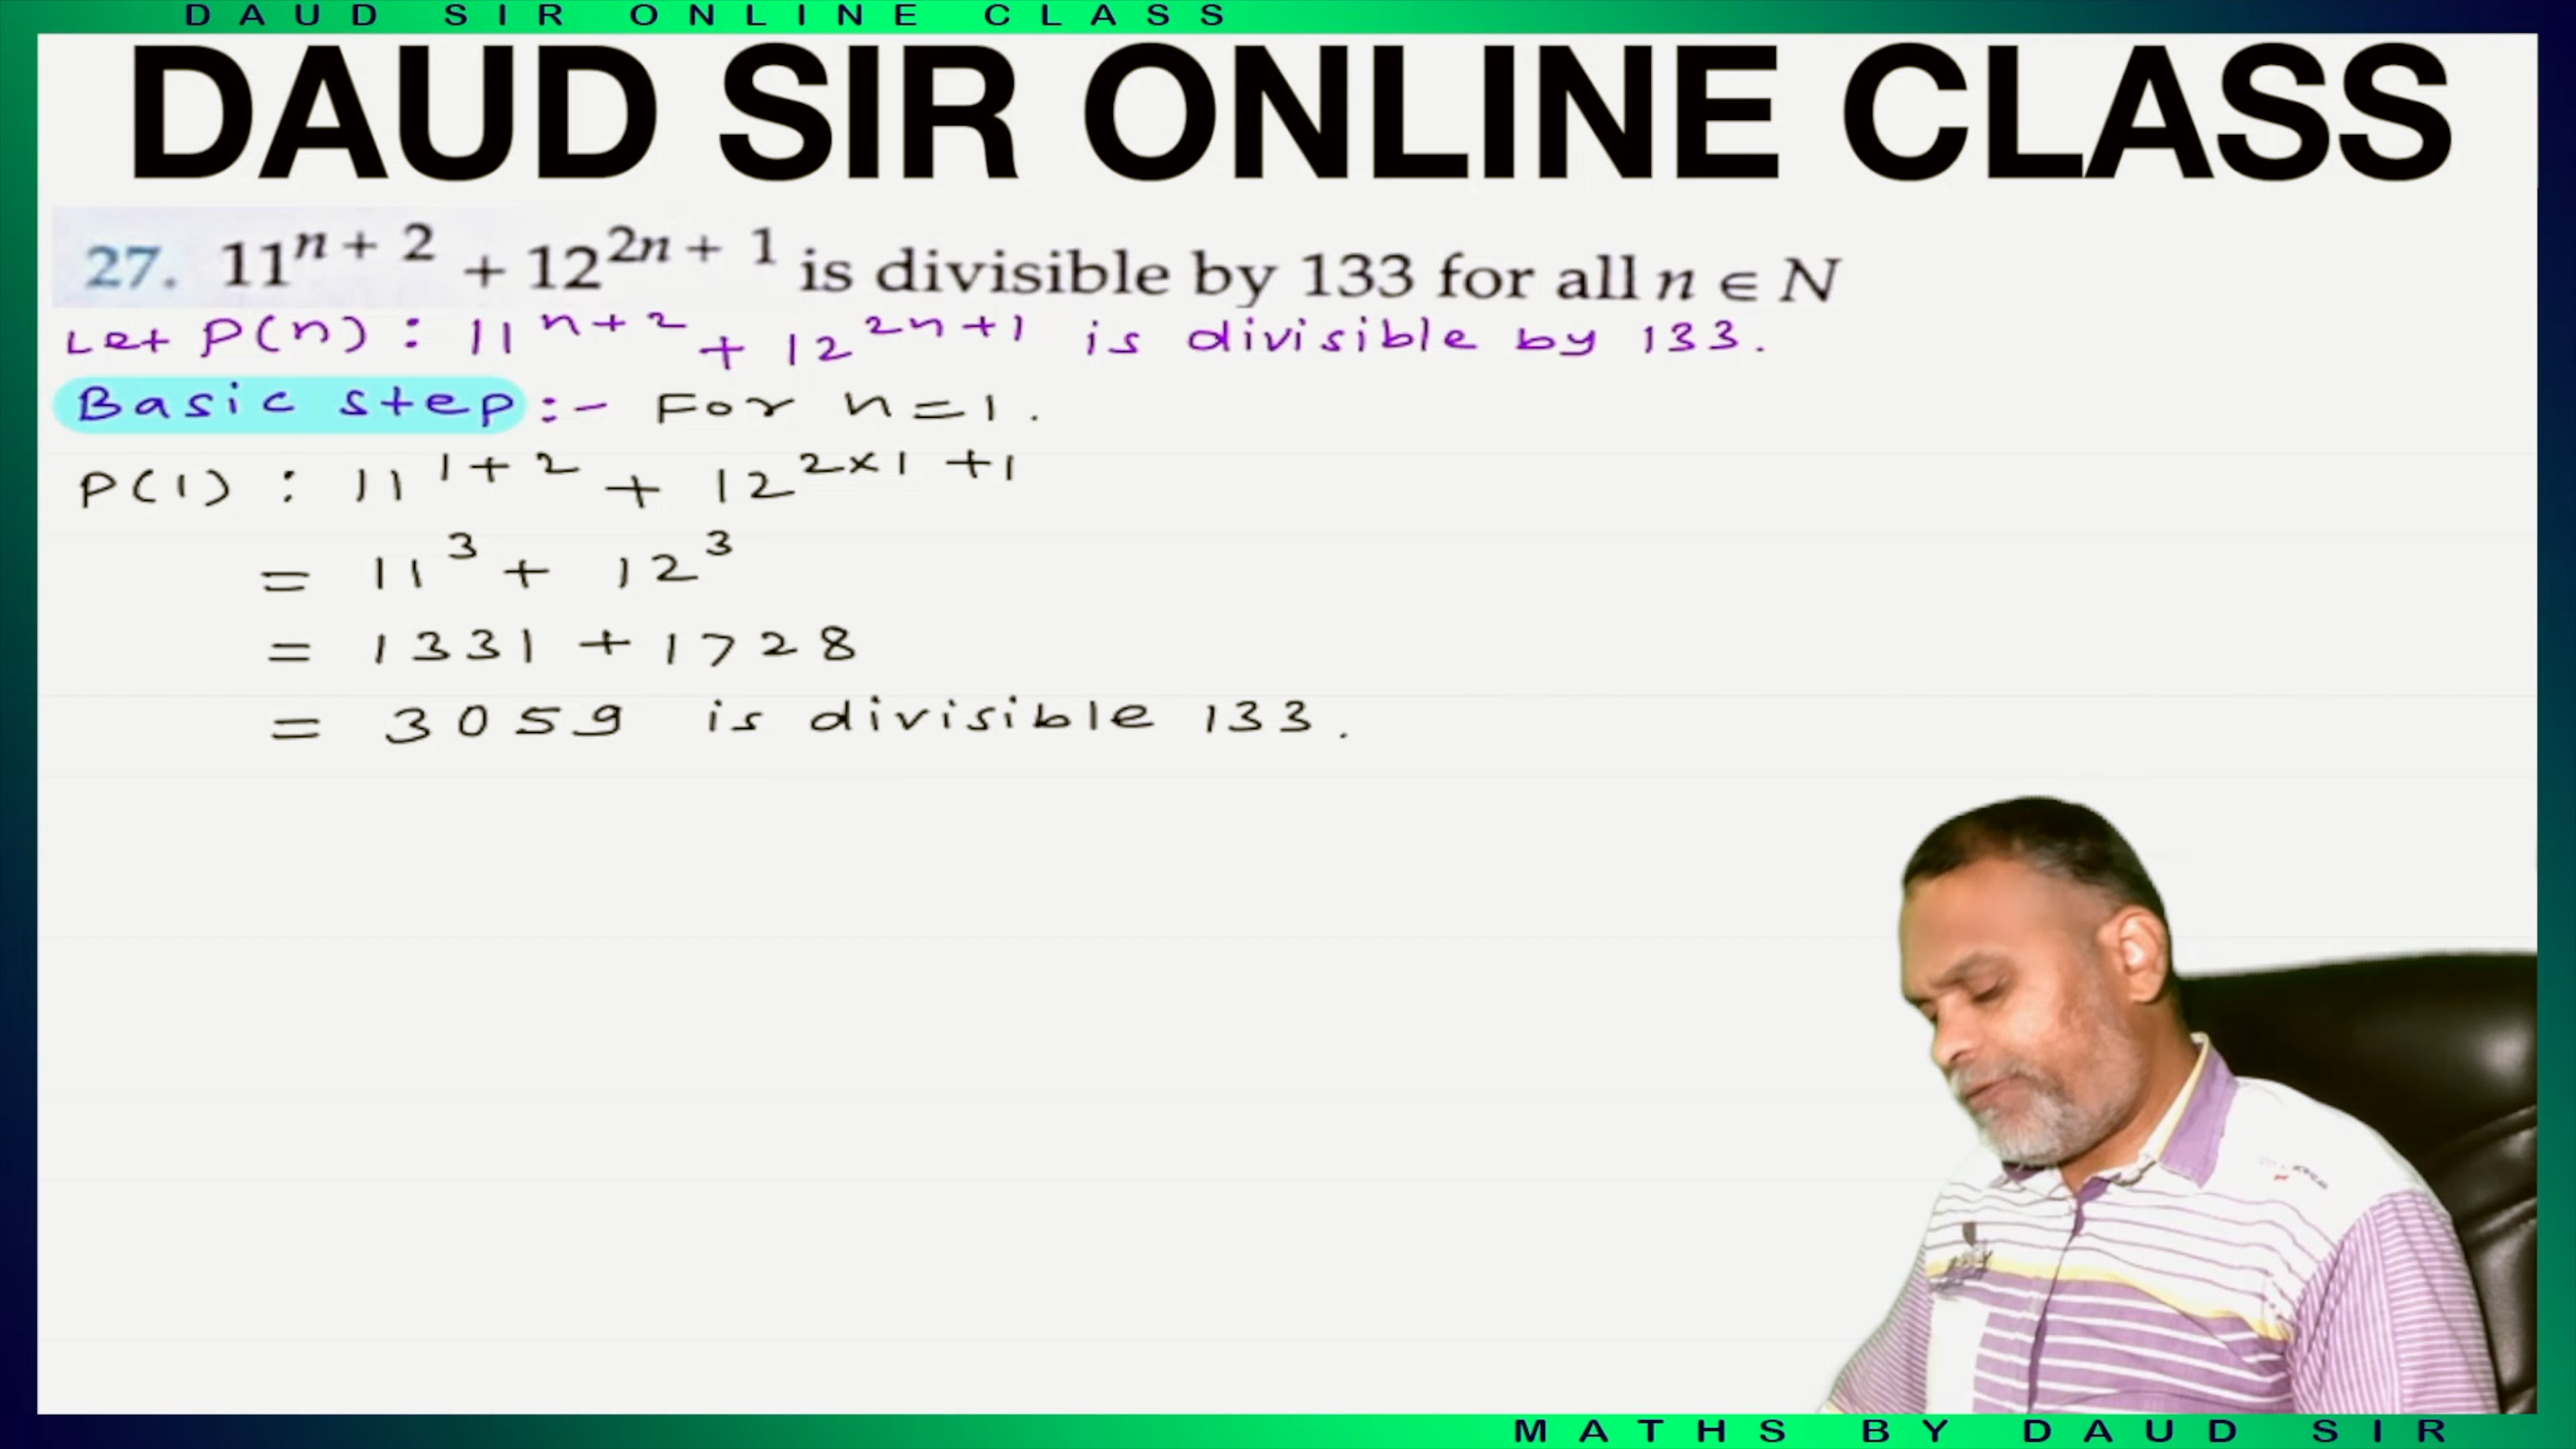 DAUD SIR ONLINE CLASS
DAUD SIR ONLINE CLASS
27. 11^{n + 2} + 12^{2n + 1} is divisible by 133 for all n ∈ N
Let P(n) : 11^{n+2} + 12^{2n+1} is divisible by 133.
Basic step :- For n=1.
P(1) : 11^{1+2} + 12^{2×1 +1}
= 11^3 + 12^3
= 1331 + 1728
= 3059 is divisible 133.
MATHS BY DAUD SIR